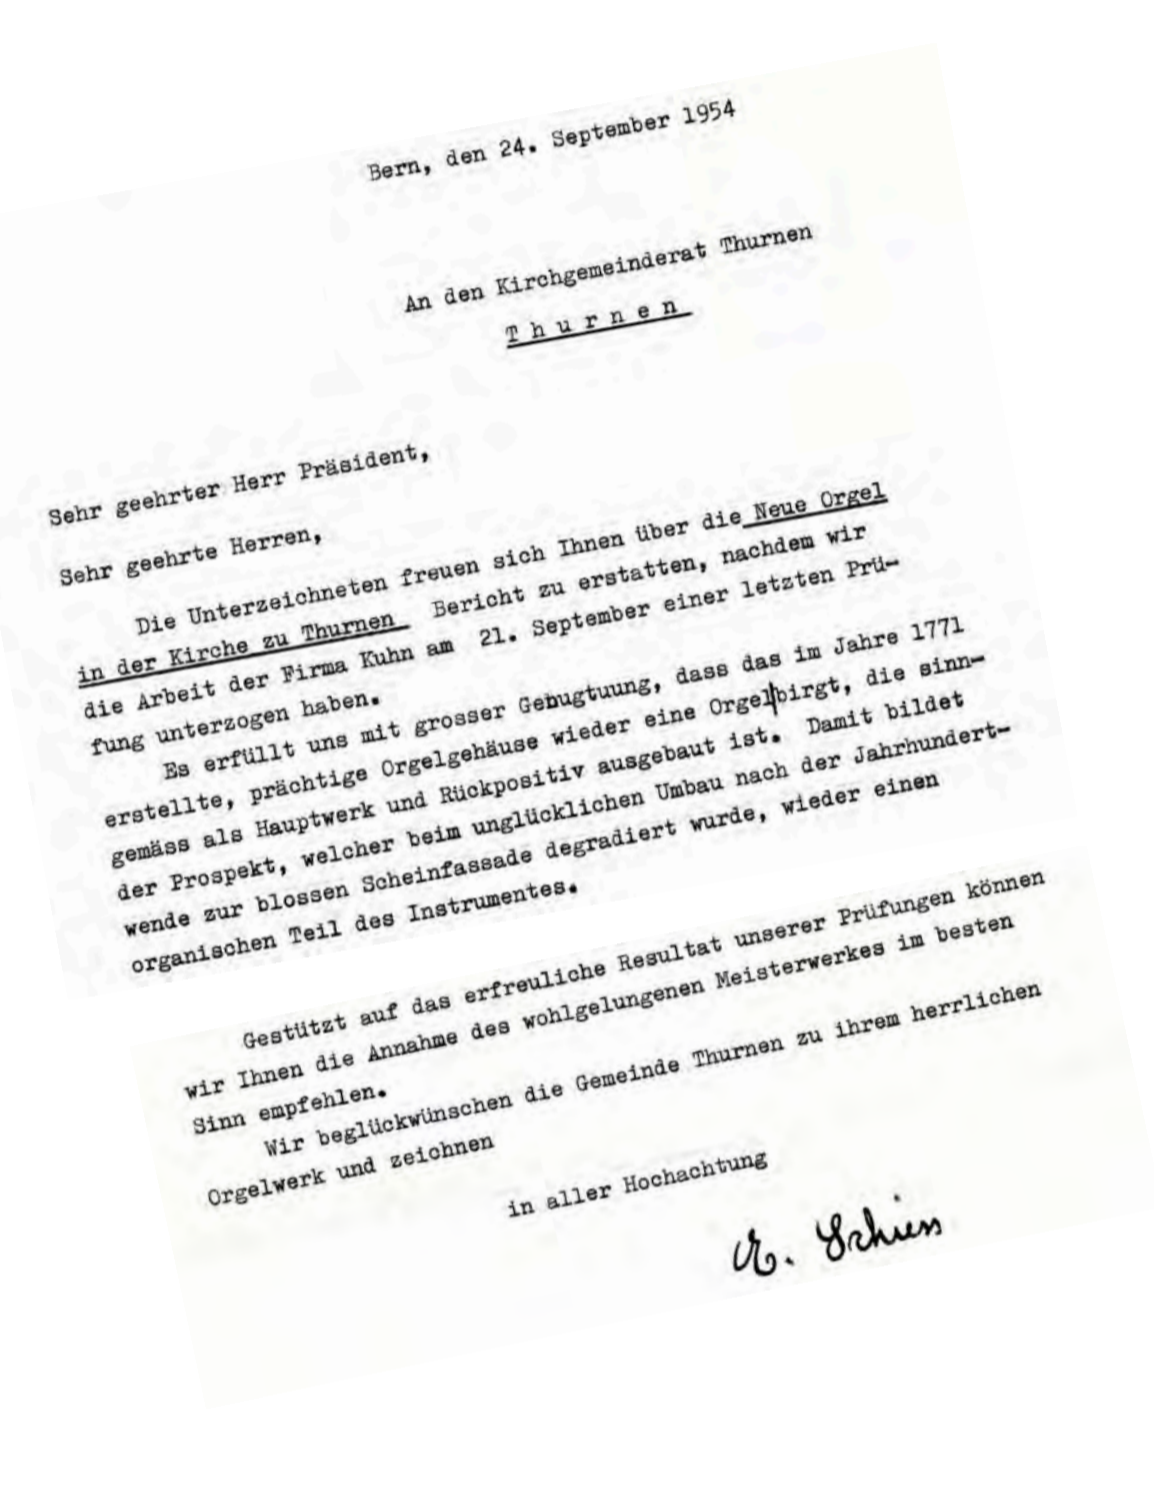 Bern, den 24. September 1954
An den Kirchgemeinderat Thurnen
T h u r n e n
Sehr geehrter Herr Präsident,
Sehr geehrte Herren,
Die Unterzeichneten freuen sich Ihnen über die Neue Orgel
in der Kirche zu Thurnen Bericht zu erstatten, nachdem wir
die Arbeit der Firma Kuhn am 21. September einer letzten Prü-
fung unterzogen haben.
Es erfüllt uns mit grosser Gebugtuung, dass das im Jahre 1771
erstellte, prächtige Orgelgehäuse wieder eine Orgel|birgt, die sinn-
gemäss als Hauptwerk und Rückpositiv ausgebaut ist. Damit bildet
der Prospekt, welcher beim unglücklichen Umbau nach der Jahrhundert-
wende zur blossen Scheinfassade degradiert wurde, wieder einen
organischen Teil des Instrumentes.
Gestützt auf das erfreuliche Resultat unserer Prüfungen können
wir Ihnen die Annahme des wohlgelungenen Meisterwerkes im besten
Sinn empfehlen.
Wir beglückwünschen die Gemeinde Thurnen zu ihrem herrlichen
Orgelwerk und zeichnen
in aller Hochachtung
E. Schiess